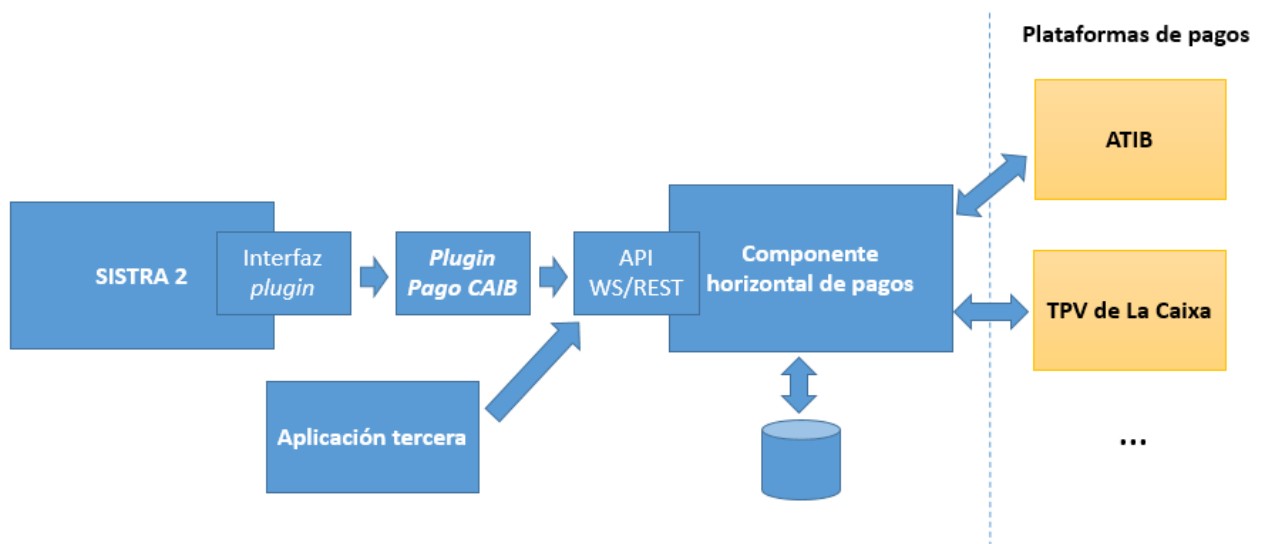 Plataformas de pagos
ATIB
SISTRA 2
Interfaz
plugin
Plugin
Pago CAIB
API
WS/REST
Componente
horizontal de pagos
TPV de La Caixa
Aplicación tercera
...